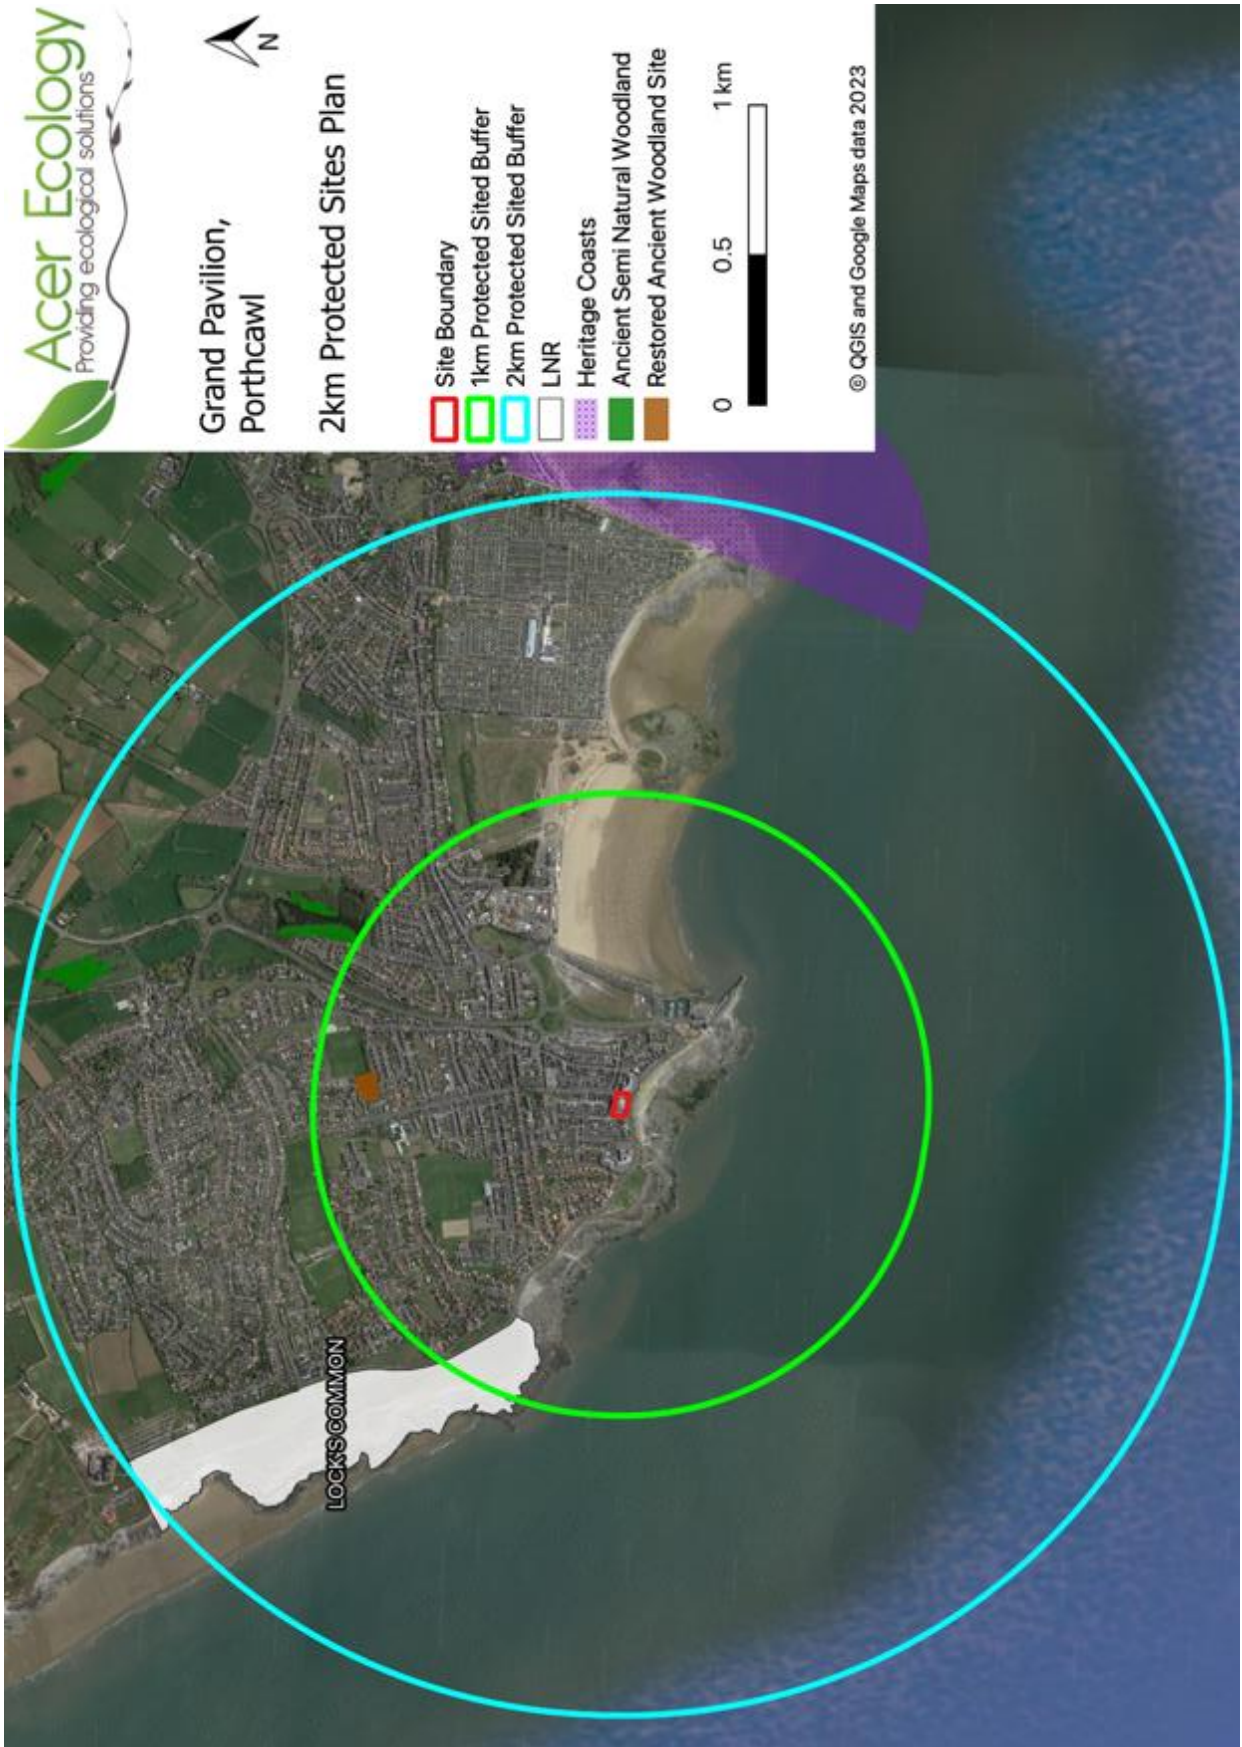 Acer Ecology
Providing ecological solutions
N
Grand Pavilion,
Porthcawl
2km Protected Sites Plan
Site Boundary
1km Protected Sited Buffer
2km Protected Sited Buffer
LNR
Heritage Coasts
Ancient Semi Natural Woodland
Restored Ancient Woodland Site
0 0.5 1 km
© QGIS and Google Maps data 2023
LOCK'S COMMON